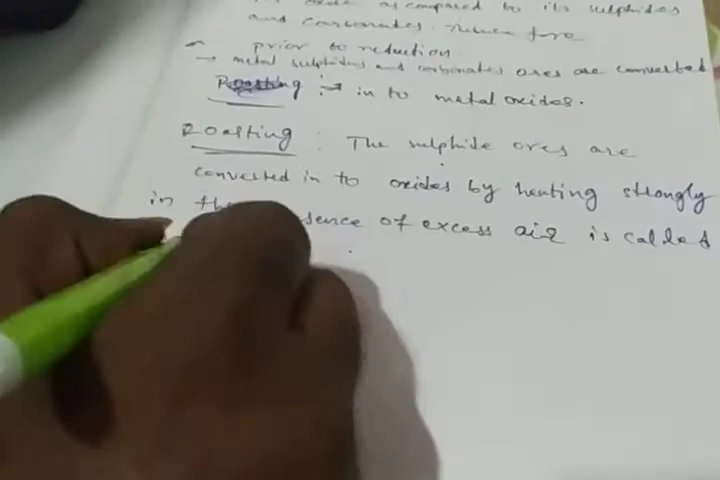 as compared to its sulphides
and carbonates. Hence fore
prior to reduction
→ metal sulphides and carbonates ores are converted
Roasting :→ in to metal oxides.
Roasting : The sulphide ores are
converted in to oxides by heating strongly
in the sence of excess air is called